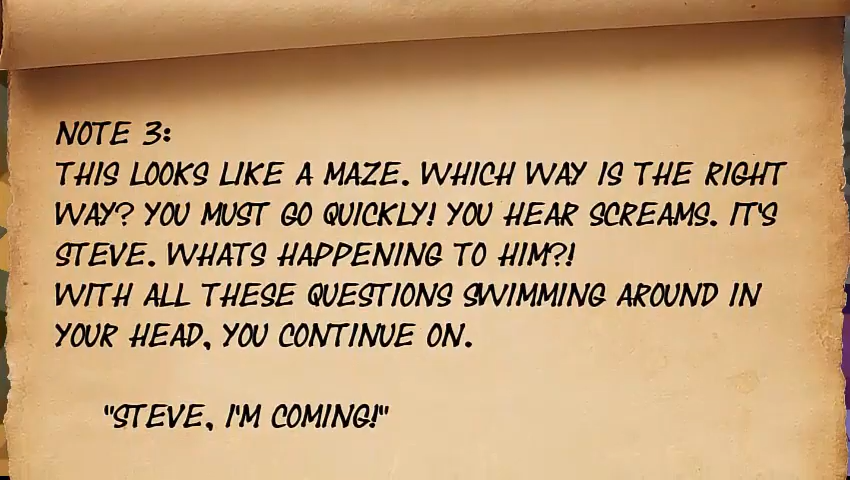 NOTE 3:
THIS LOOKS LIKE A MAZE. WHICH WAY IS THE RIGHT
WAY? YOU MUST GO QUICKLY! YOU HEAR SCREAMS. IT'S
STEVE. WHATS HAPPENING TO HIM?!
WITH ALL THESE QUESTIONS SWIMMING AROUND IN
YOUR HEAD, YOU CONTINUE ON.
"STEVE, I'M COMING!"